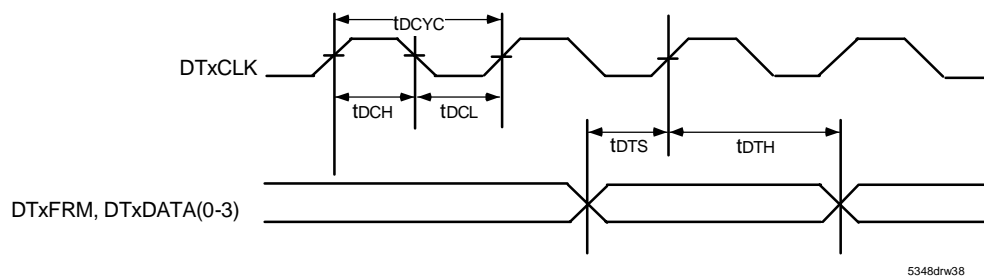 tDCYC
DTxCLK
tDCH
tDCL
tDTS
tDTH
DTxFRM, DTxDATA(0-3)
5348drw38